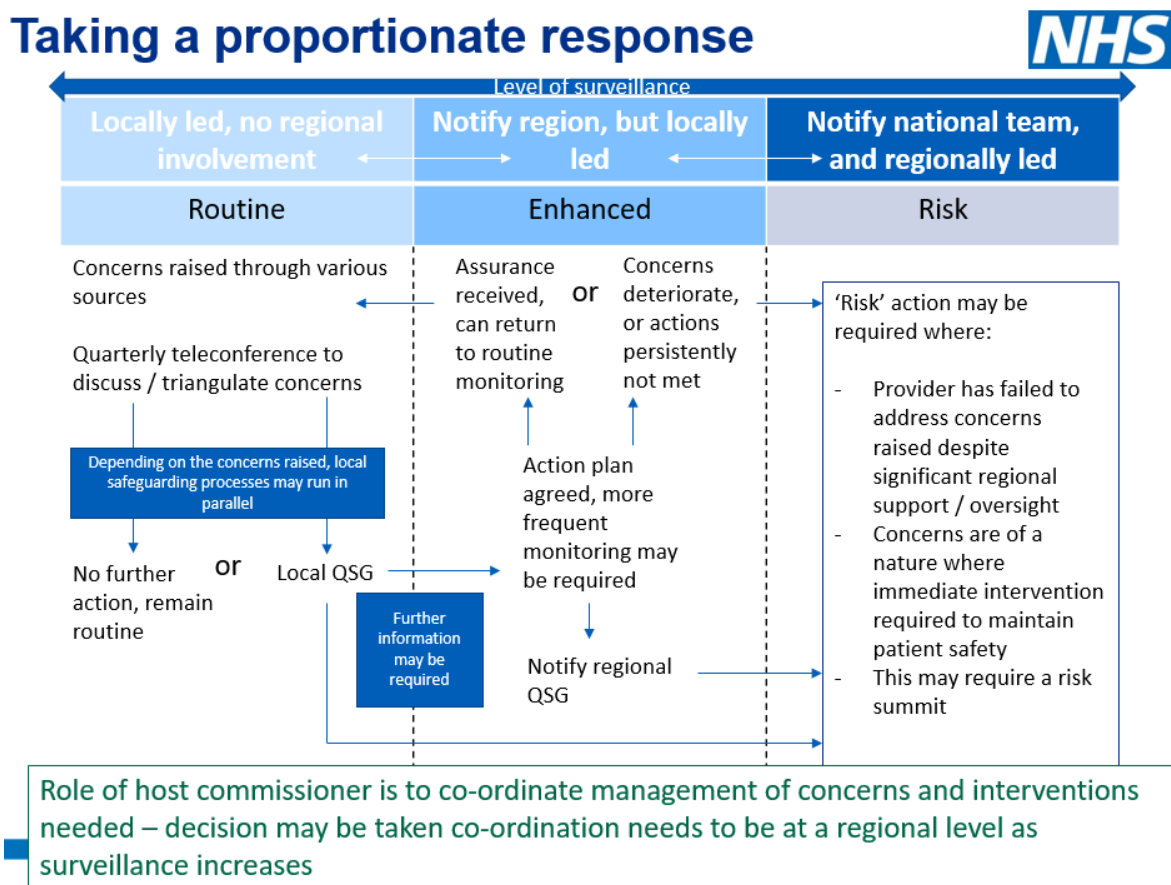 Taking a proportionate response
NHS
Level of surveillance
Locally led, no regional
involvement
Notify region, but locally
led
Notify national team,
and regionally led
Routine
Enhanced
Risk
Concerns raised through various
sources
Quarterly teleconference to
discuss / triangulate concerns
Depending on the concerns raised, local
safeguarding processes may run in
parallel
No further
action, remain
routine
or
Local QSG
Further
information
may be
required
Assurance
received,
can return
to routine
monitoring
or
Concerns
deteriorate,
or actions
persistently
not met
Action plan
agreed, more
frequent
monitoring may
be required
Notify regional
QSG
‘Risk’ action may be
required where:
- Provider has failed to
address concerns
raised despite
significant regional
support / oversight
- Concerns are of a
nature where
immediate intervention
required to maintain
patient safety
- This may require a risk
summit
Role of host commissioner is to co-ordinate management of concerns and interventions
needed – decision may be taken co-ordination needs to be at a regional level as
surveillance increases